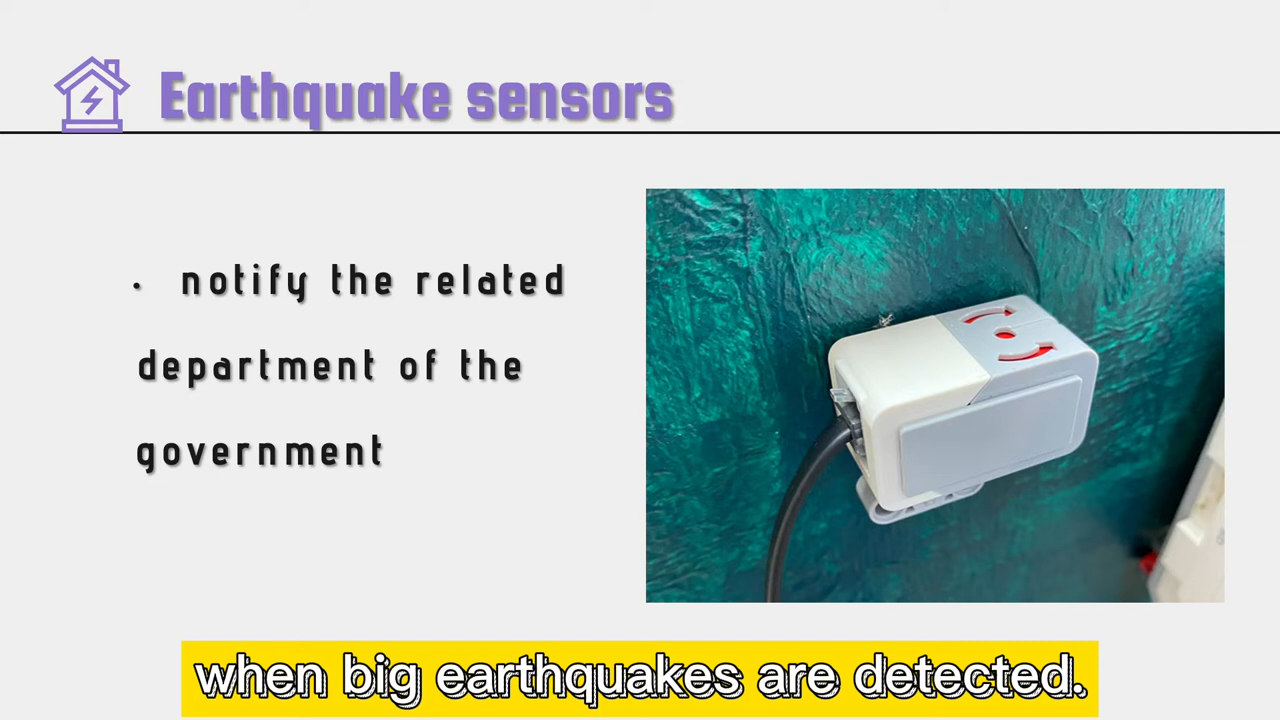 Earthquake sensors
• notify the related
department of the
government
when big earthquakes are detected.